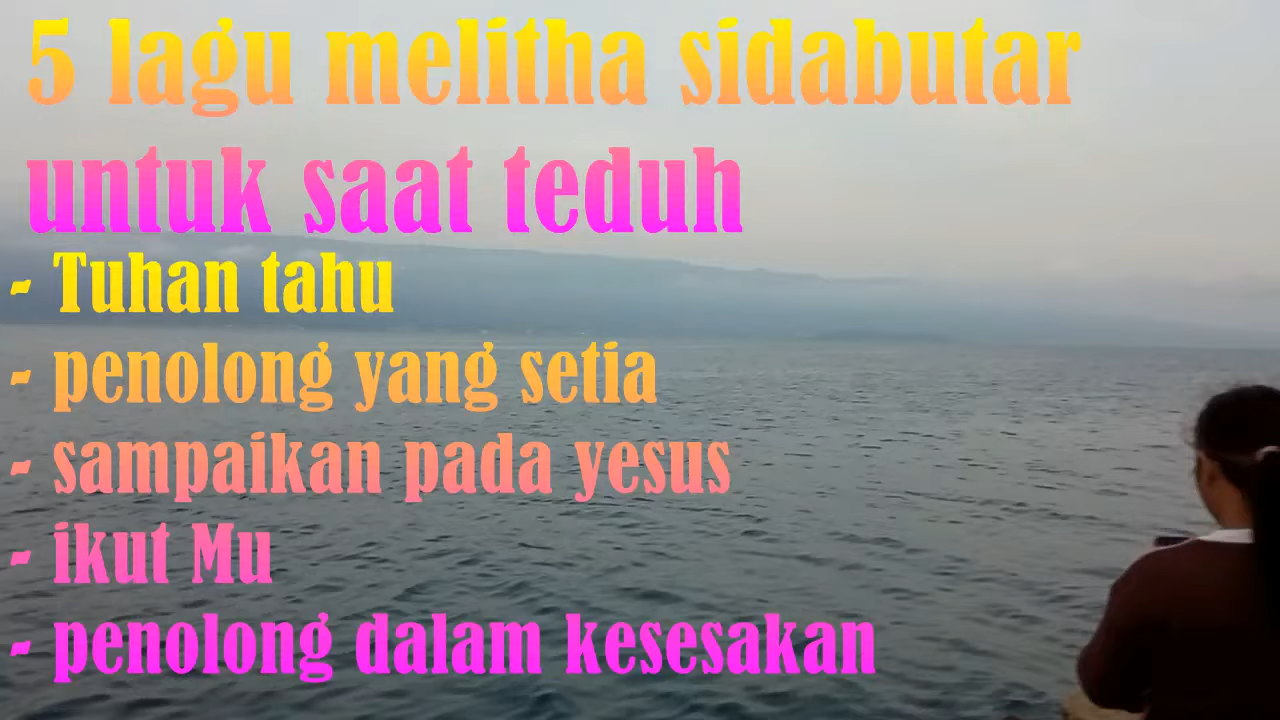 5 lagu melitha sidabutar
untuk saat teduh
- Tuhan tahu
- penolong yang setia
- sampaikan pada yesus
- ikut Mu
- penolong dalam kesesakan